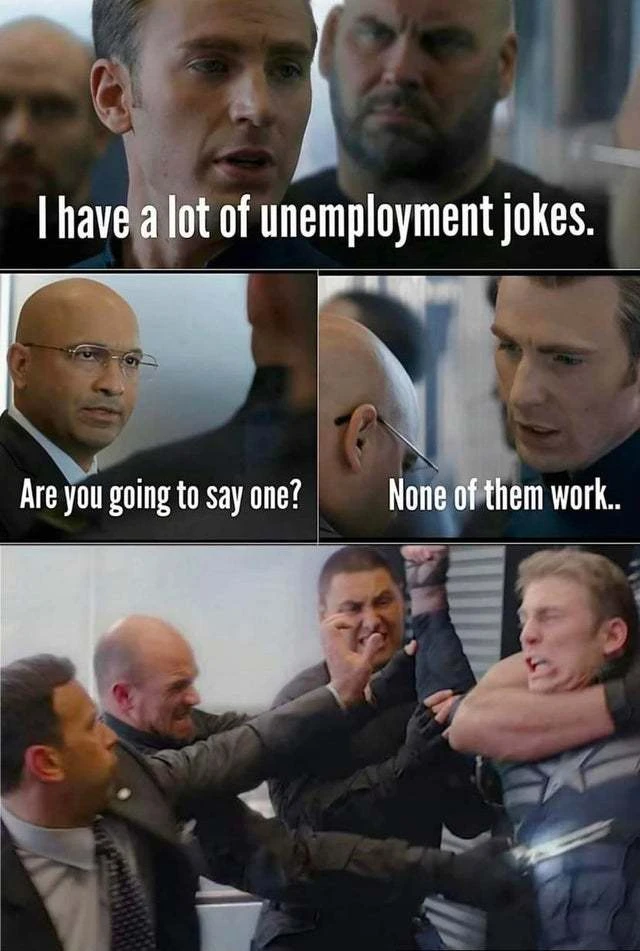 I have a lot of unemployment jokes.
Are you going to say one?
None of them work..